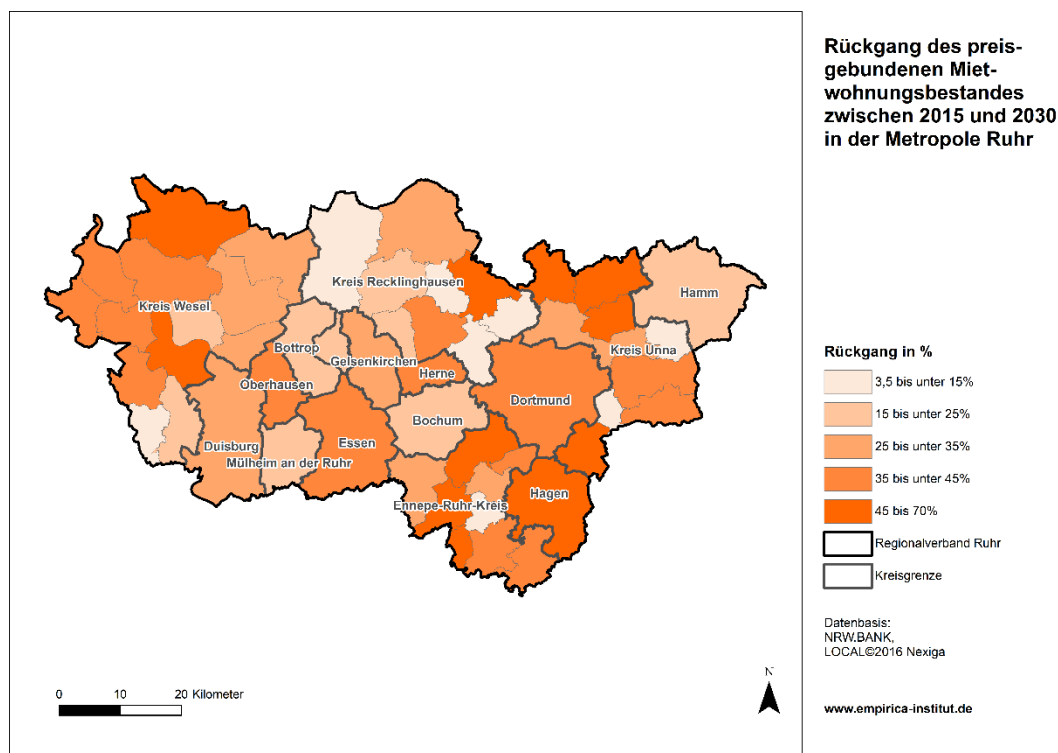 Rückgang des preis-
gebundenen Miet-
wohnungsbestandes
zwischen 2015 und 2030
in der Metropole Ruhr
Kreis Recklinghausen
Hamm
Kreis Wesel
Kreis Unna
Bottrop
Gelsenkirchen
Herne
Oberhausen
Dortmund
Bochum
Essen
Duisburg
Mülheim an der Ruhr
Hagen
Ennepe-Ruhr-Kreis
Rückgang in %
3,5 bis unter 15%
15 bis unter 25%
25 bis unter 35%
35 bis unter 45%
45 bis 70%
Regionalverband Ruhr
Kreisgrenze
Datenbasis:
NRW.BANK,
LOCAL©2016 Nexiga
www.empirica-institut.de
N
0 10 20 Kilometer